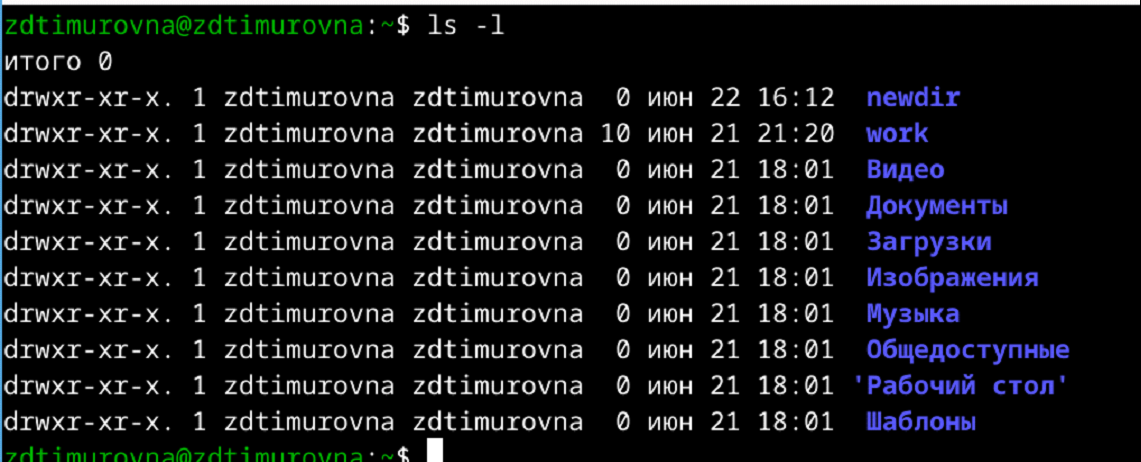 zdtimurovna@zdtimurovna:~$ ls -l
итого 0
drwxr-xr-x. 1 zdtimurovna zdtimurovna  0 июн 22 16:12  newdir
drwxr-xr-x. 1 zdtimurovna zdtimurovna 10 июн 21 21:20  work
drwxr-xr-x. 1 zdtimurovna zdtimurovna  0 июн 21 18:01  Видео
drwxr-xr-x. 1 zdtimurovna zdtimurovna  0 июн 21 18:01  Документы
drwxr-xr-x. 1 zdtimurovna zdtimurovna  0 июн 21 18:01  Загрузки
drwxr-xr-x. 1 zdtimurovna zdtimurovna  0 июн 21 18:01  Изображения
drwxr-xr-x. 1 zdtimurovna zdtimurovna  0 июн 21 18:01  Музыка
drwxr-xr-x. 1 zdtimurovna zdtimurovna  0 июн 21 18:01  Общедоступные
drwxr-xr-x. 1 zdtimurovna zdtimurovna  0 июн 21 18:01 'Рабочий стол'
drwxr-xr-x. 1 zdtimurovna zdtimurovna  0 июн 21 18:01  Шаблоны
zdtimurovna@zdtimurovna:~$